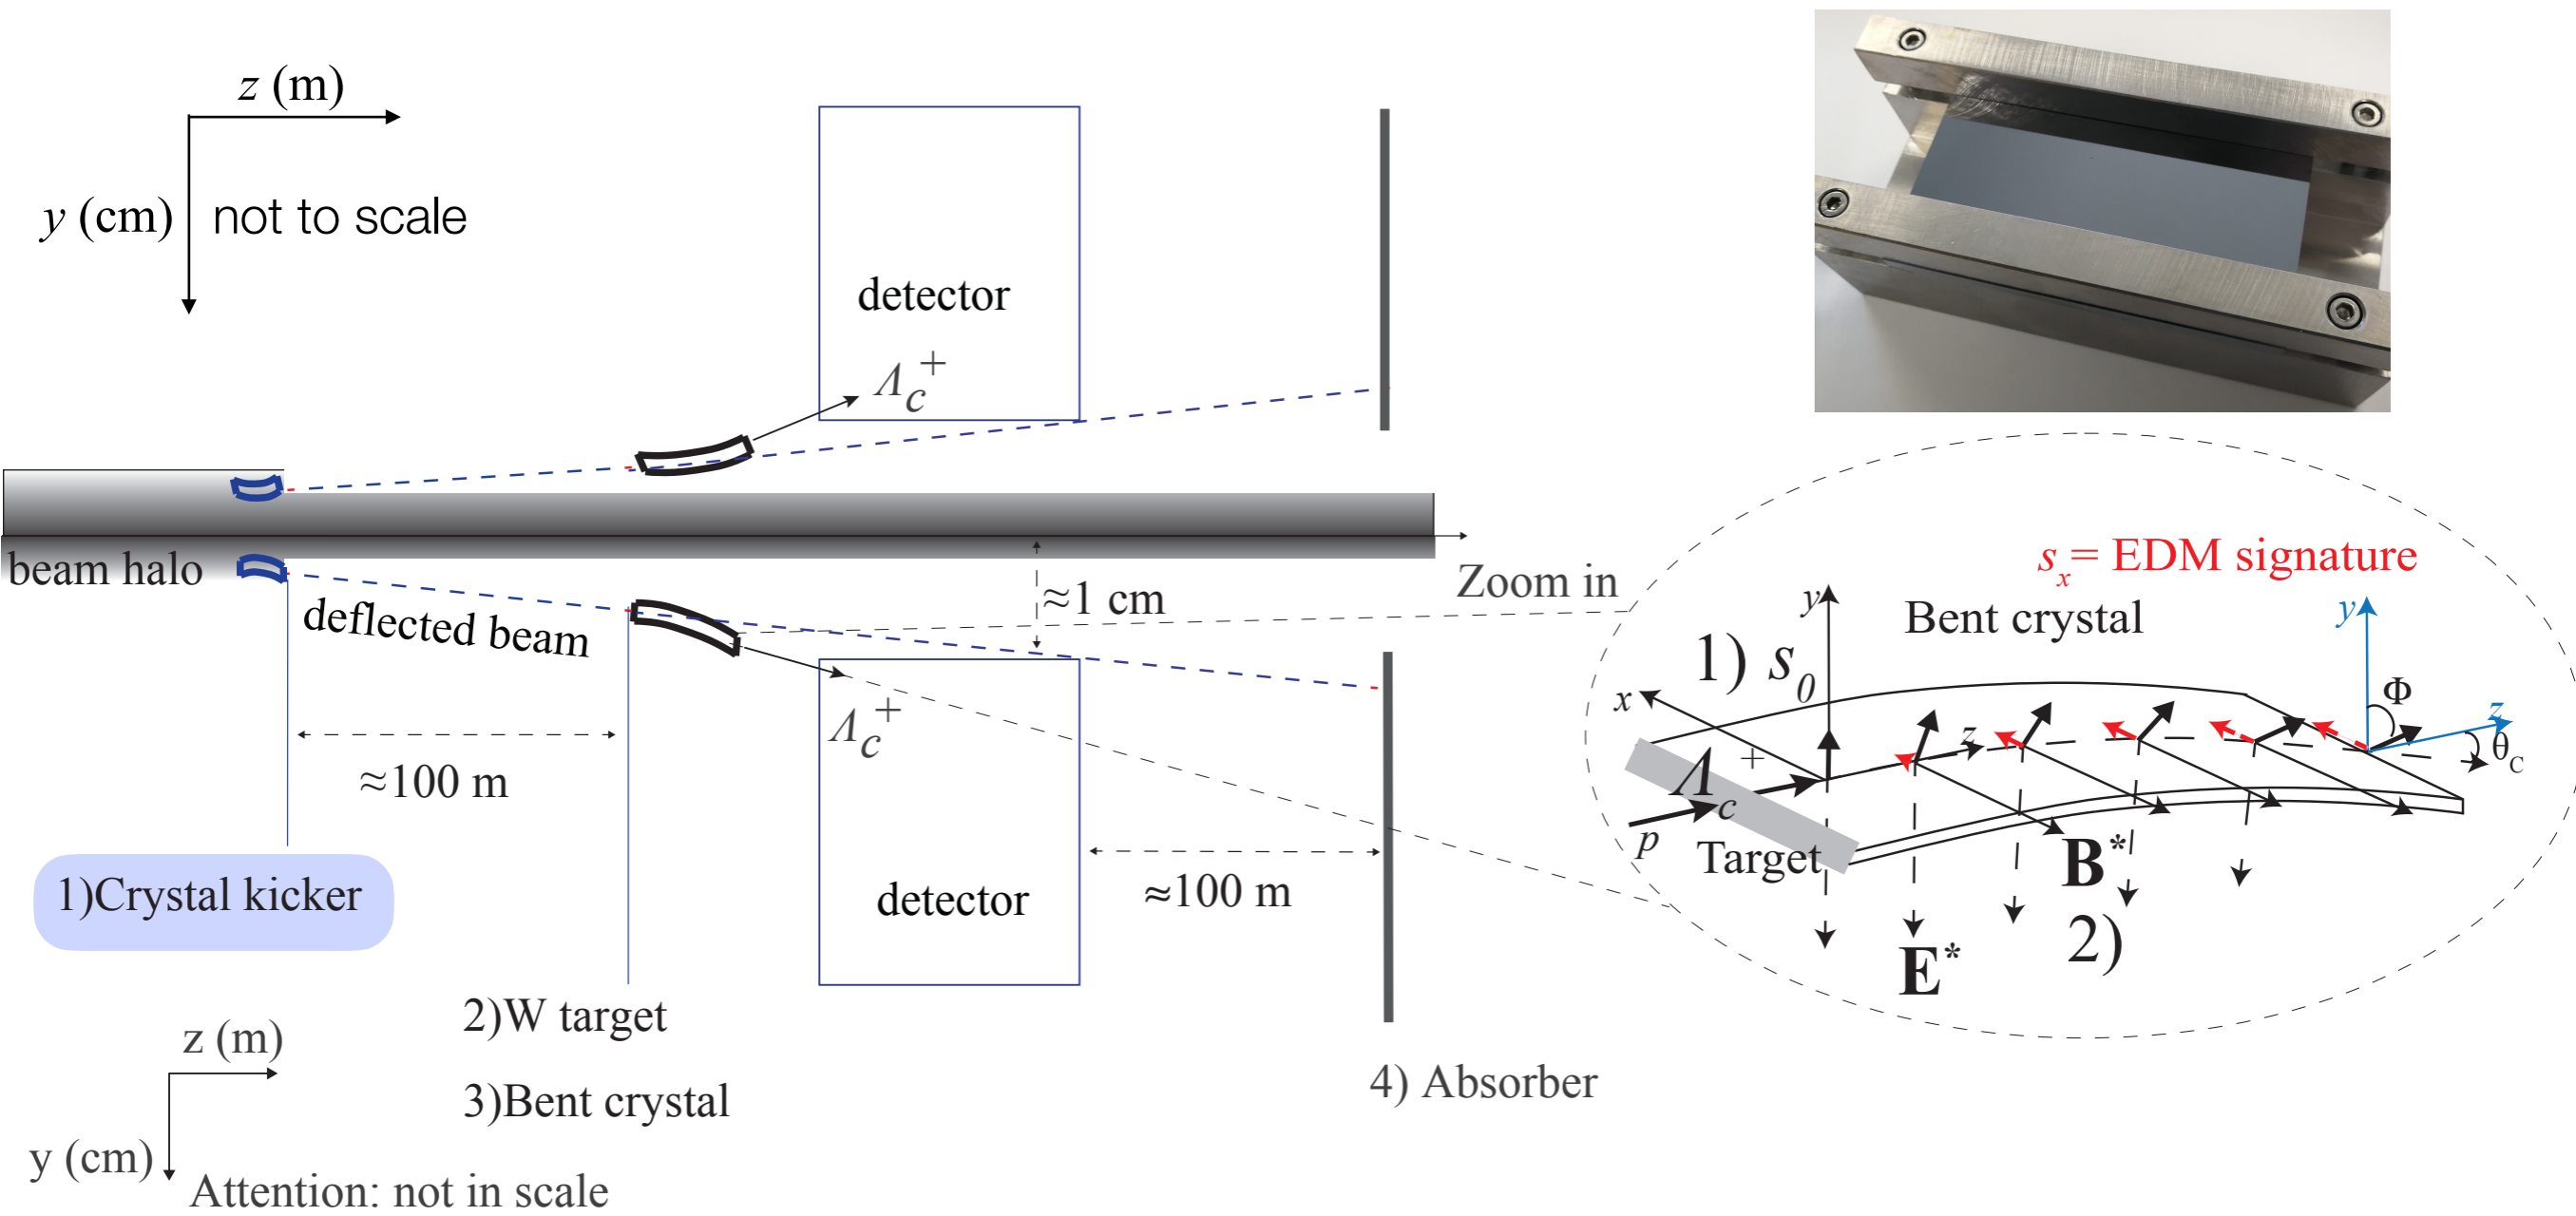 z (m)
y (cm)
not to scale
detector
Λc+
beam halo
deflected beam
≈1 cm
Zoom in
Λc+
≈100 m
1)Crystal kicker
detector
≈100 m
2)W target
3)Bent crystal
4) Absorber
z (m)
y (cm)
Attention: not in scale
sx= EDM signature
Bent crystal
1) s0
y
x
z
Λc+
p
Target
E*
B*
2)
y
Φ
z
θC